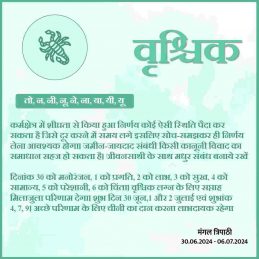 वृश्चिक
तो, न, नी, नू, ने, ना, या, यी, यू
कर्मक्षेत्र में शीघ्रता से किया हुआ निर्णय कोई ऐसी स्थिति पैदा कर
सकता है जिसे दूर करने में समय लगे इसलिए सोच-समझकर ही निर्णय
लेना आवश्यक होगा। जमीन-जायदाद संबंधी किसी कानूनी विवाद का
समाधान सहज हो सकता है। जीवनसाथी के साथ मधुर संबंध बनाये रखें
दिनांक 30 को मनोरंजन, 1 को प्रगति, 2 को लाभ, 3 को सुख, 4 को
सामान्य, 5 को परेशानी, 6 को चिंता। वृश्चिक लग्न के लिए सप्ताह
मिलाजुला परिणाम देगा। शुभ दिन 30 जून,1 और 2 जुलाई एवं शुभांक
4, 7, 9। अच्छे परिणाम के लिए चीनी का दान करना लाभदायक रहेगा
मंगल त्रिपाठी
30.06.2024 - 06.07.2024